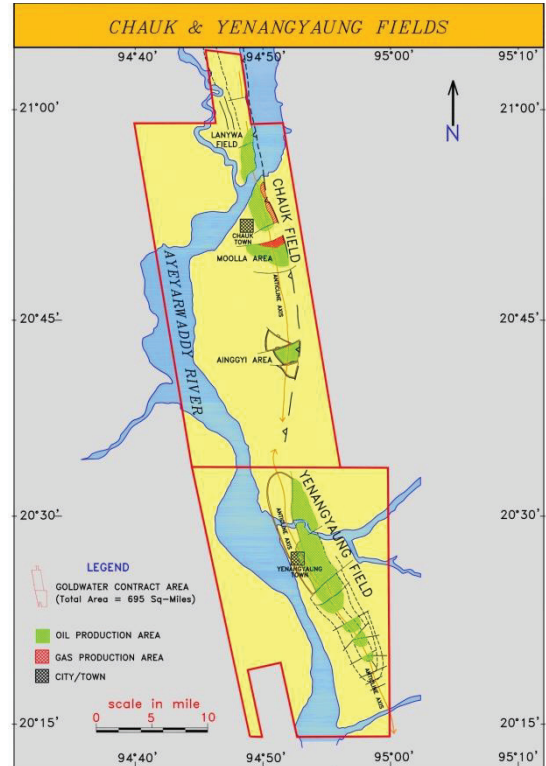 CHAUK & YENANGYAUNG FIELDS
94°40' 94°50' 95°00' 95°10'
21°00' 21°00'
N
LANYWA
FIELD
CHAUK FIELD
CHAUK
TOWN
MOOLLA AREA
ANTICLINE AXIS
AYEYARWADDY RIVER
20°45' 20°45'
AINGGYI AREA
20°30' 20°30'
YENANGYAUNG FIELD
ANTICLINE AXIS
YENANGYAUNG
TOWN
LEGEND
GOLDWATER CONTRACT AREA
(Total Area = 695 Sq-Miles)
OIL PRODUCTION AREA
GAS PRODUCTION AREA
CITY/TOWN
scale in mile
0 5 10
ANTICLINE AXIS
20°15' 20°15'
94°40' 94°50' 95°00' 95°10'